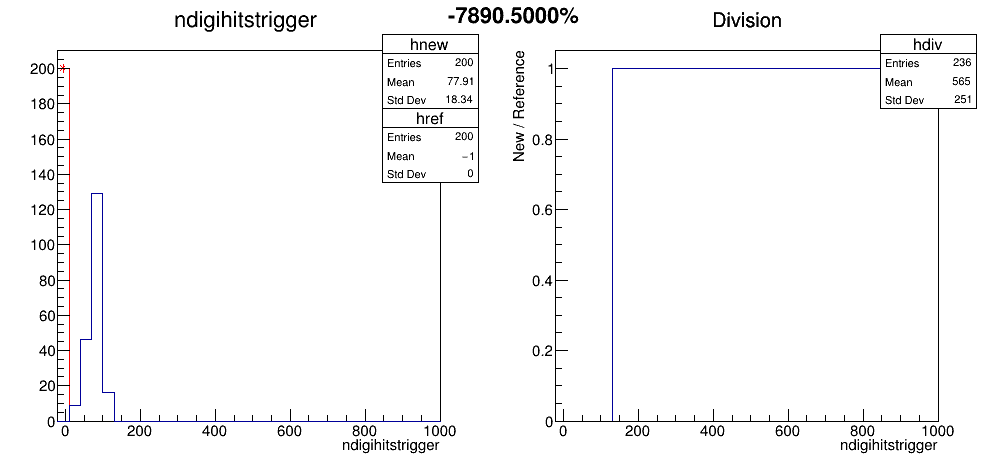 -7890.5000%
ndigihitstrigger
hnew
Entries 200
Mean 77.91
Std Dev 18.34
href
Entries 200
Mean −1
Std Dev 0
200
180
160
140
120
100
80
60
40
20
0
0 200 400 600 800 1000
ndigihitstrigger
Division
hdiv
Entries 236
Mean 565
Std Dev 251
New / Reference
1
0.8
0.6
0.4
0.2
0
0 200 400 600 800 1000
ndigihitstrigger